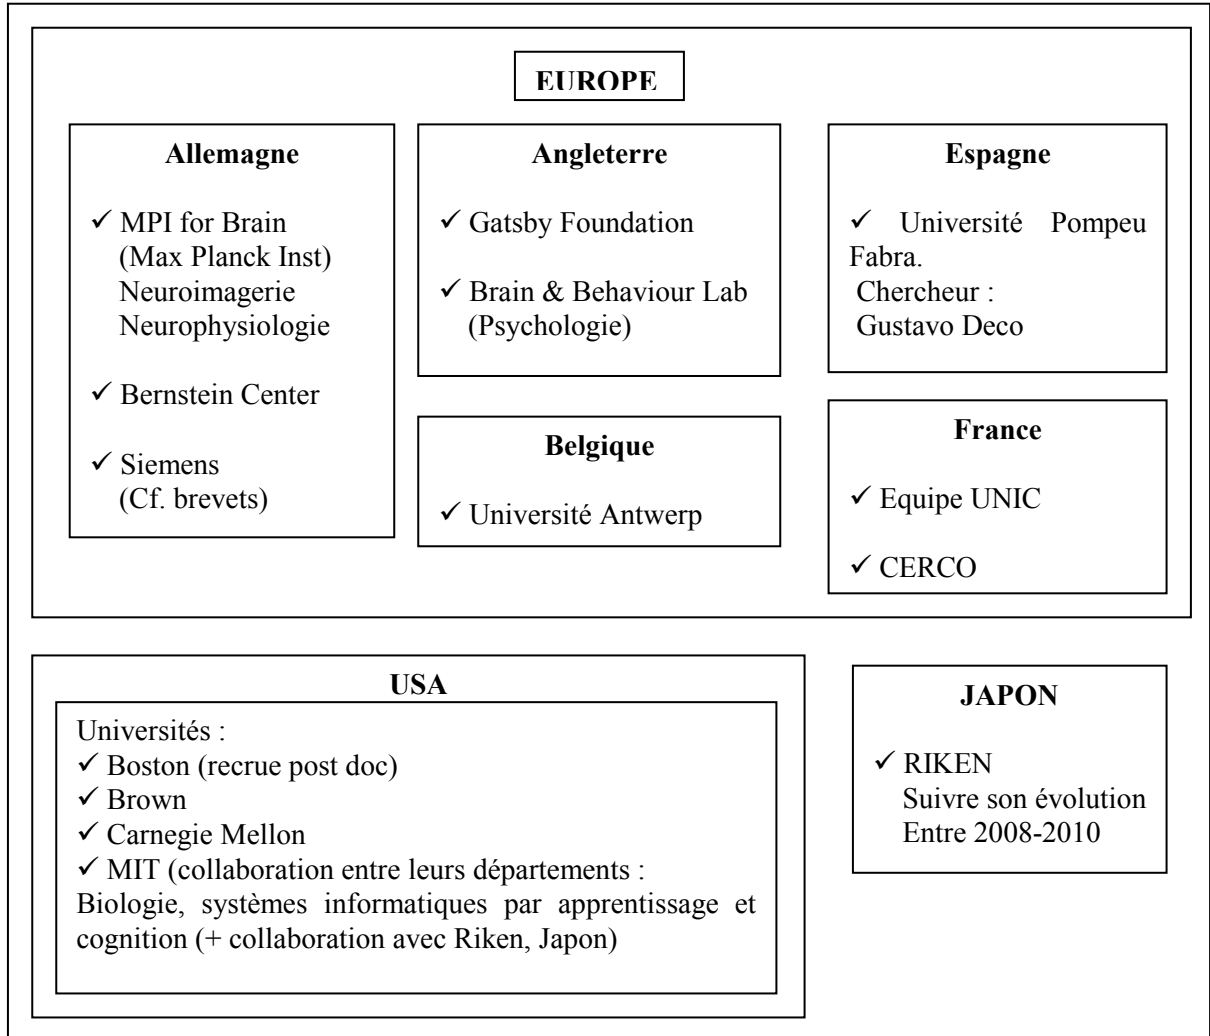 EUROPE
Allemagne
✓ MPI for Brain
(Max Planck Inst)
Neuroimagerie
Neurophysiologie
✓ Bernstein Center
✓ Siemens
(Cf. brevets)
Angleterre
✓ Gatsby Foundation
✓ Brain & Behaviour Lab
(Psychologie)
Belgique
✓ Université Antwerp
Espagne
✓ Université Pompeu
Fabra.
Chercheur :
Gustavo Deco
France
✓ Equipe UNIC
✓ CERCO
USA
Universités :
✓ Boston (recrue post doc)
✓ Brown
✓ Carnegie Mellon
✓ MIT (collaboration entre leurs départements :
Biologie, systèmes informatiques par apprentissage et
cognition (+ collaboration avec Riken, Japon)
JAPON
✓ RIKEN
Suivre son évolution
Entre 2008-2010